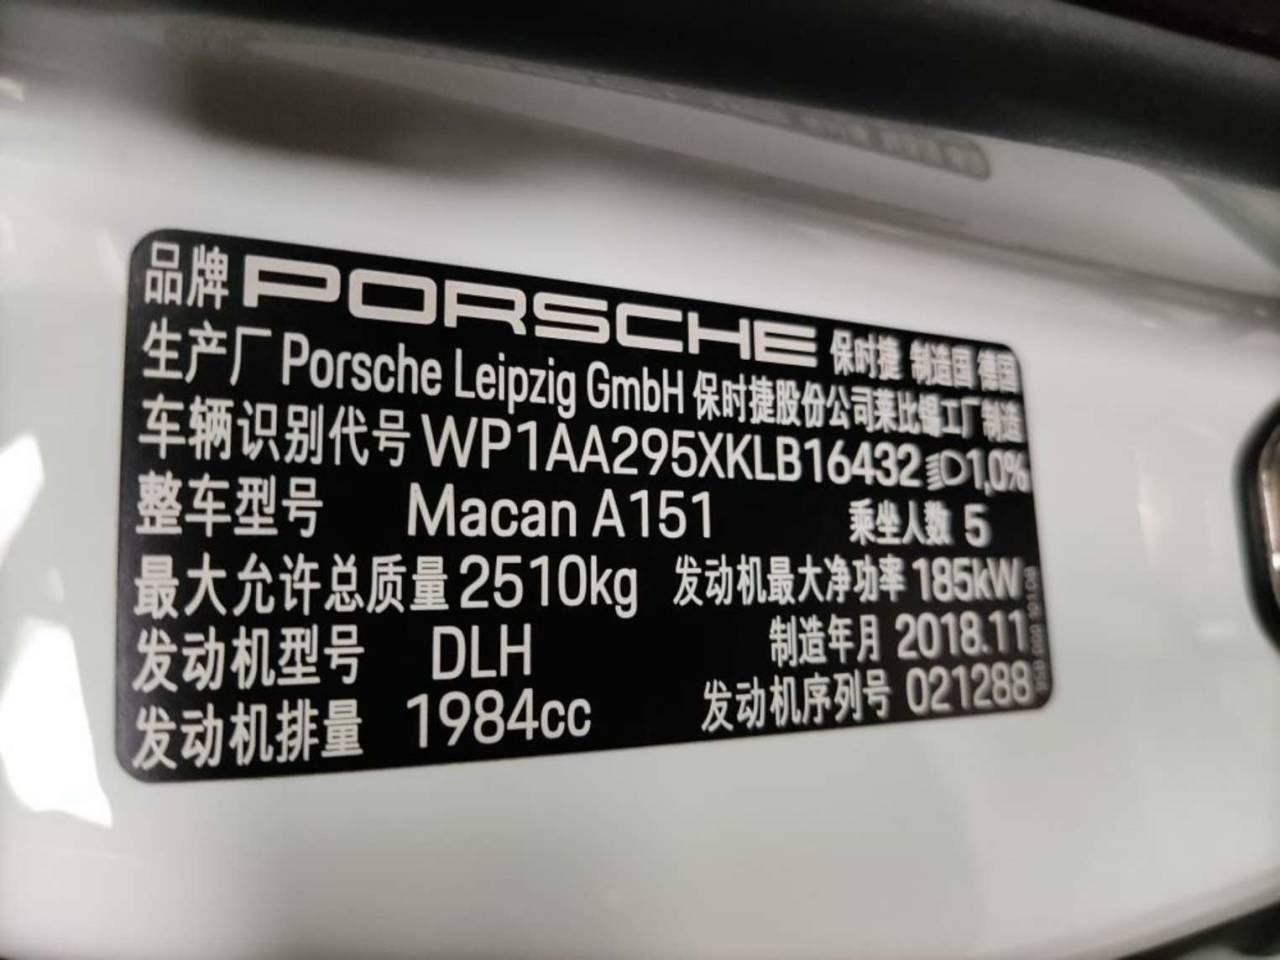 品牌 PORSCHE 保时捷 制造国 德国
生产厂 Porsche Leipzig GmbH 保时捷股份公司莱比锡工厂制造
车辆识别代号 WP1AA295XKLB16432 1,0%
整车型号 Macan A151 乘坐人数 5
最大允许总质量 2510kg 发动机最大净功率 185kW
发动机型号 DLH 制造年月 2018.11
发动机排量 1984cc 发动机序列号 021288